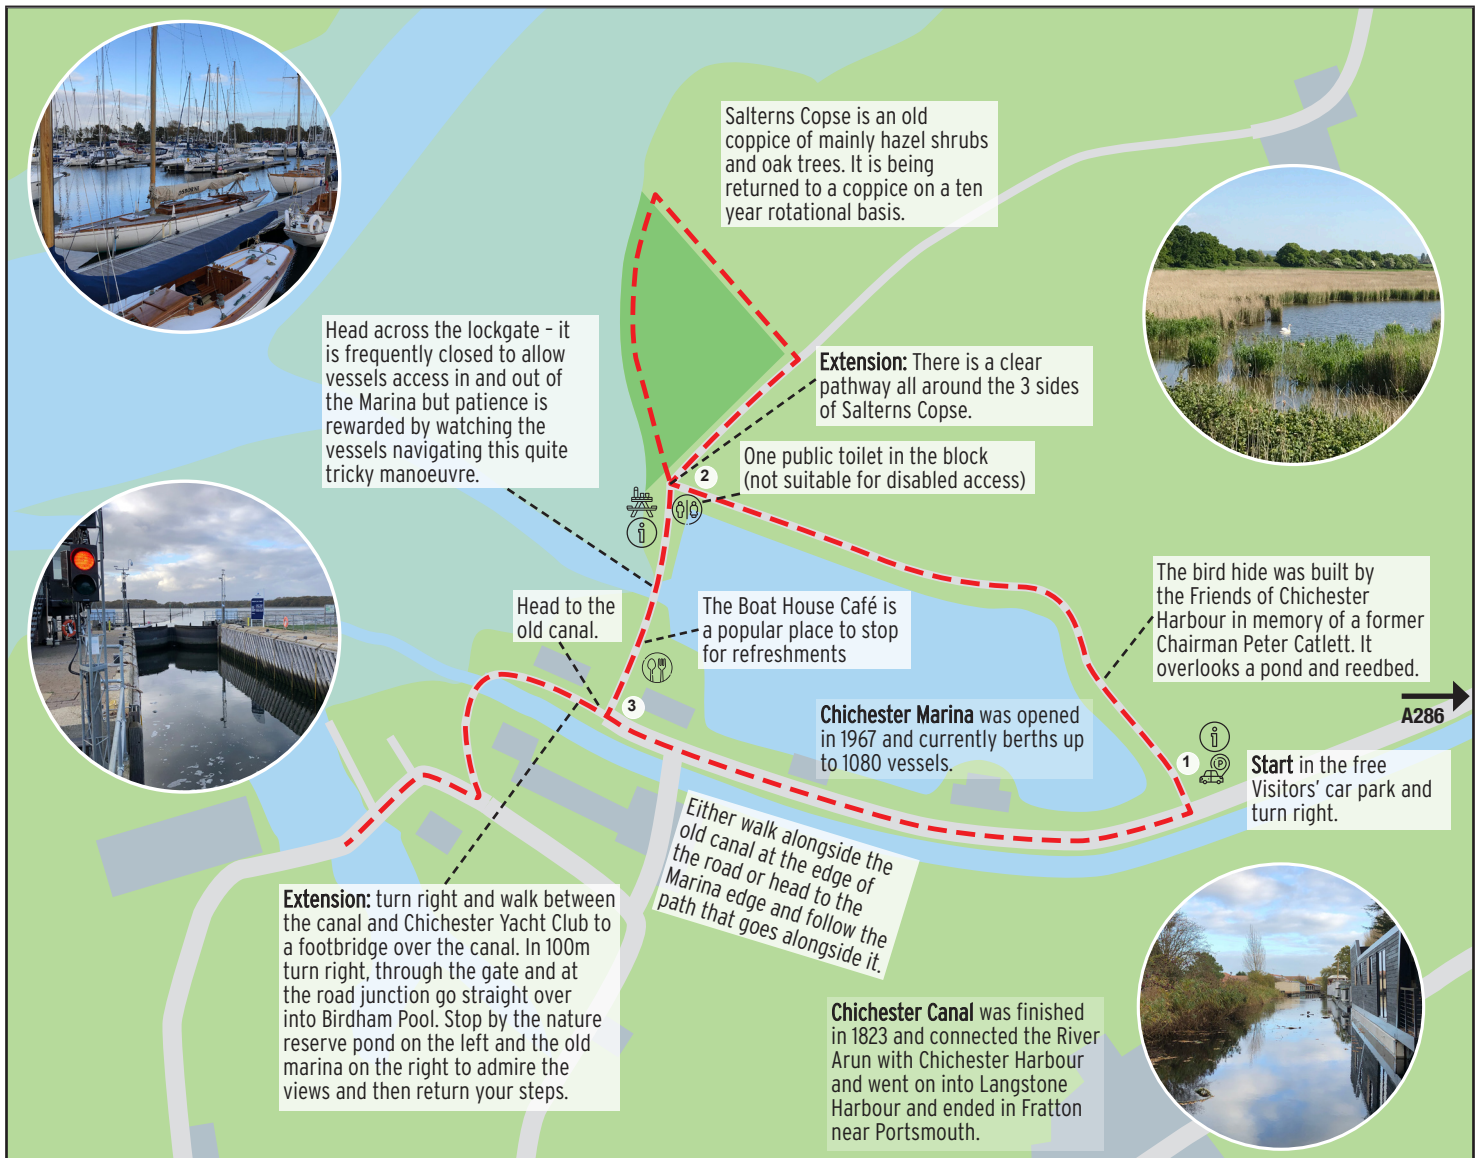 Salterns Copse is an old
coppice of mainly hazel shrubs
and oak trees. It is being
returned to a coppice on a ten
year rotational basis.
Head across the lockgate - it
is frequently closed to allow
vessels access in and out of
the Marina but patience is
rewarded by watching the
vessels navigating this quite
tricky manoeuvre.
Extension: There is a clear
pathway all around the 3 sides
of Salterns Copse.
2
One public toilet in the block
(not suitable for disabled access)
i
The bird hide was built by
the Friends of Chichester
Harbour in memory of a former
Chairman Peter Catlett. It
overlooks a pond and reedbed.
Head to the
old canal.
The Boat House Café is
a popular place to stop
for refreshments
3
Chichester Marina was opened
in 1967 and currently berths up
to 1080 vessels.
A286
i
1
P
Start in the free
Visitors' car park and
turn right.
Either walk alongside the
old canal at the edge of
the road or head to the
Marina edge and follow the
path that goes alongside it.
Extension: turn right and walk between
the canal and Chichester Yacht Club to
a footbridge over the canal. In 100m
turn right, through the gate and at
the road junction go straight over
into Birdham Pool. Stop by the nature
reserve pond on the left and the old
marina on the right to admire the
views and then return your steps.
Chichester Canal was finished
in 1823 and connected the River
Arun with Chichester Harbour
and went on into Langstone
Harbour and ended in Fratton
near Portsmouth.